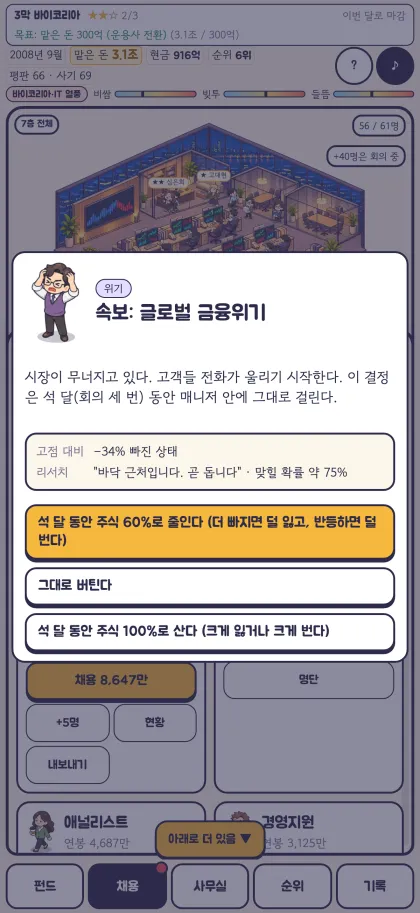 3막 바이코리아 ★★☆ 2/3 이번 달로 마감
목표: 맡은 돈 300억 (운용사 전환) (3.1조 / 300억)
2008년 9월 맡은 돈 3.1조 현금 916억 순위 6위
평판 66 · 사기 69
? ♪
바이코리아·IT 열풍 비쌈 빚투 들뜸
7층 전체 56 / 61명
+40명은 회의 중
★★ 심은희 ★ 고대현
위기
속보: 글로벌 금융위기
시장이 무너지고 있다. 고객들 전화가 울리기 시작한다. 이 결정
은 석 달(회의 세 번) 동안 매니저 안에 그대로 걸린다.
고점 대비 −34% 빠진 상태
리서치 "바닥 근처입니다. 곧 돕니다" · 맞힐 확률 약 75%
석 달 동안 주식 60%로 줄인다 (더 빠지면 덜 잃고, 반등하면 덜
번다)
그대로 버틴다
석 달 동안 주식 100%로 산다 (크게 잃거나 크게 번다)
채용 8,647만 명단
+5명 현황
내보내기
애널리스트 경영지원
연봉 4,687만 연봉 3,125만
아래로 더 있음 ▼
펀드 채용 사무실 순위 기록